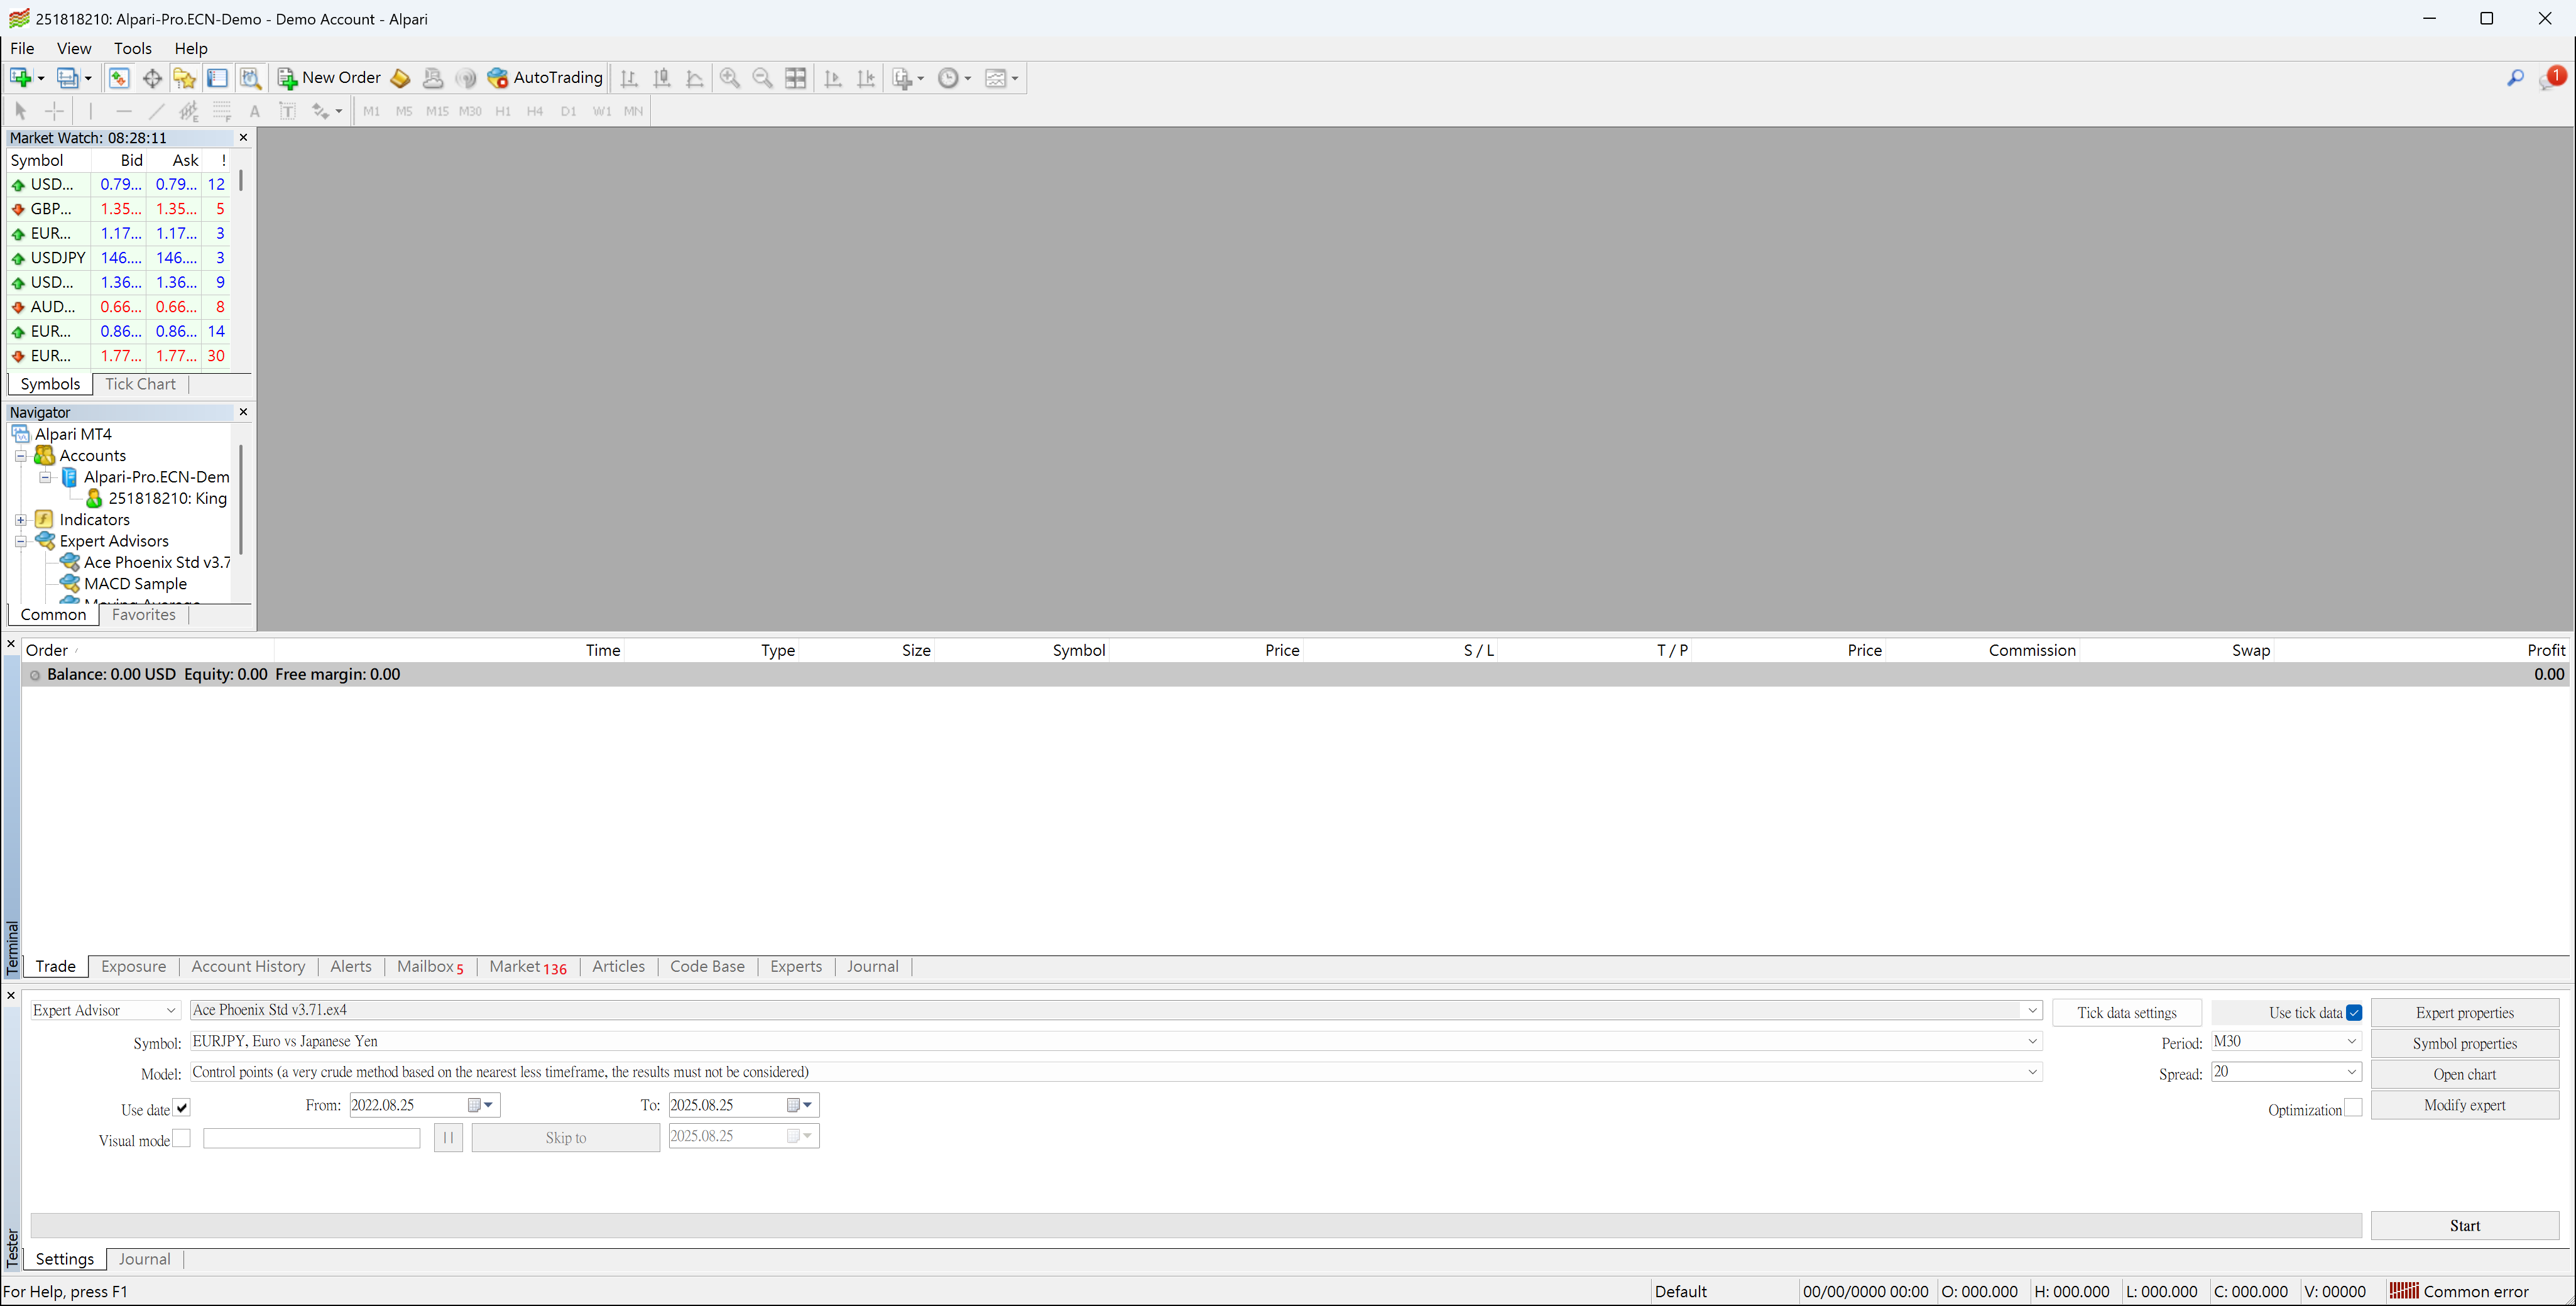 251818210: Alpari-Pro.ECN-Demo - Demo Account - Alpari
File View Tools Help
New Order AutoTrading 1
A T M1 M5 M15 M30 H1 H4 D1 W1 MN
Market Watch: 08:28:11
Symbol Bid Ask !
USD... 0.79... 0.79... 12
GBP... 1.35... 1.35... 5
EUR... 1.17... 1.17... 3
USDJPY 146.... 146.... 3
USD... 1.36... 1.36... 9
AUD... 0.66... 0.66... 8
EUR... 0.86... 0.86... 14
EUR... 1.77... 1.77... 30
Symbols Tick Chart
Navigator
Alpari MT4
Accounts
Alpari-Pro.ECN-Dem
251818210: King
Indicators
Expert Advisors
Ace Phoenix Std v3.7
MACD Sample
Moving Average
Common Favorites
Order Time Type Size Symbol Price S / L T / P Price Commission Swap Profit
Balance: 0.00 USD Equity: 0.00 Free margin: 0.00 0.00
Terminal
Trade Exposure Account History Alerts Mailbox 5 Market 136 Articles Code Base Experts Journal
Expert Advisor Ace Phoenix Std v3.71.ex4 Tick data settings Use tick data Expert properties
Symbol: EURJPY, Euro vs Japanese Yen Period: M30 Symbol properties
Model: Control points (a very crude method based on the nearest less timeframe, the results must not be considered) Spread: 20 Open chart
Use date From: 2022.08.25 To: 2025.08.25 Optimization Modify expert
Visual mode Skip to 2025.08.25
Start
Tester
Settings Journal
For Help, press F1 Default 00/00/0000 00:00 O: 000.000 H: 000.000 L: 000.000 C: 000.000 V: 00000 Common error